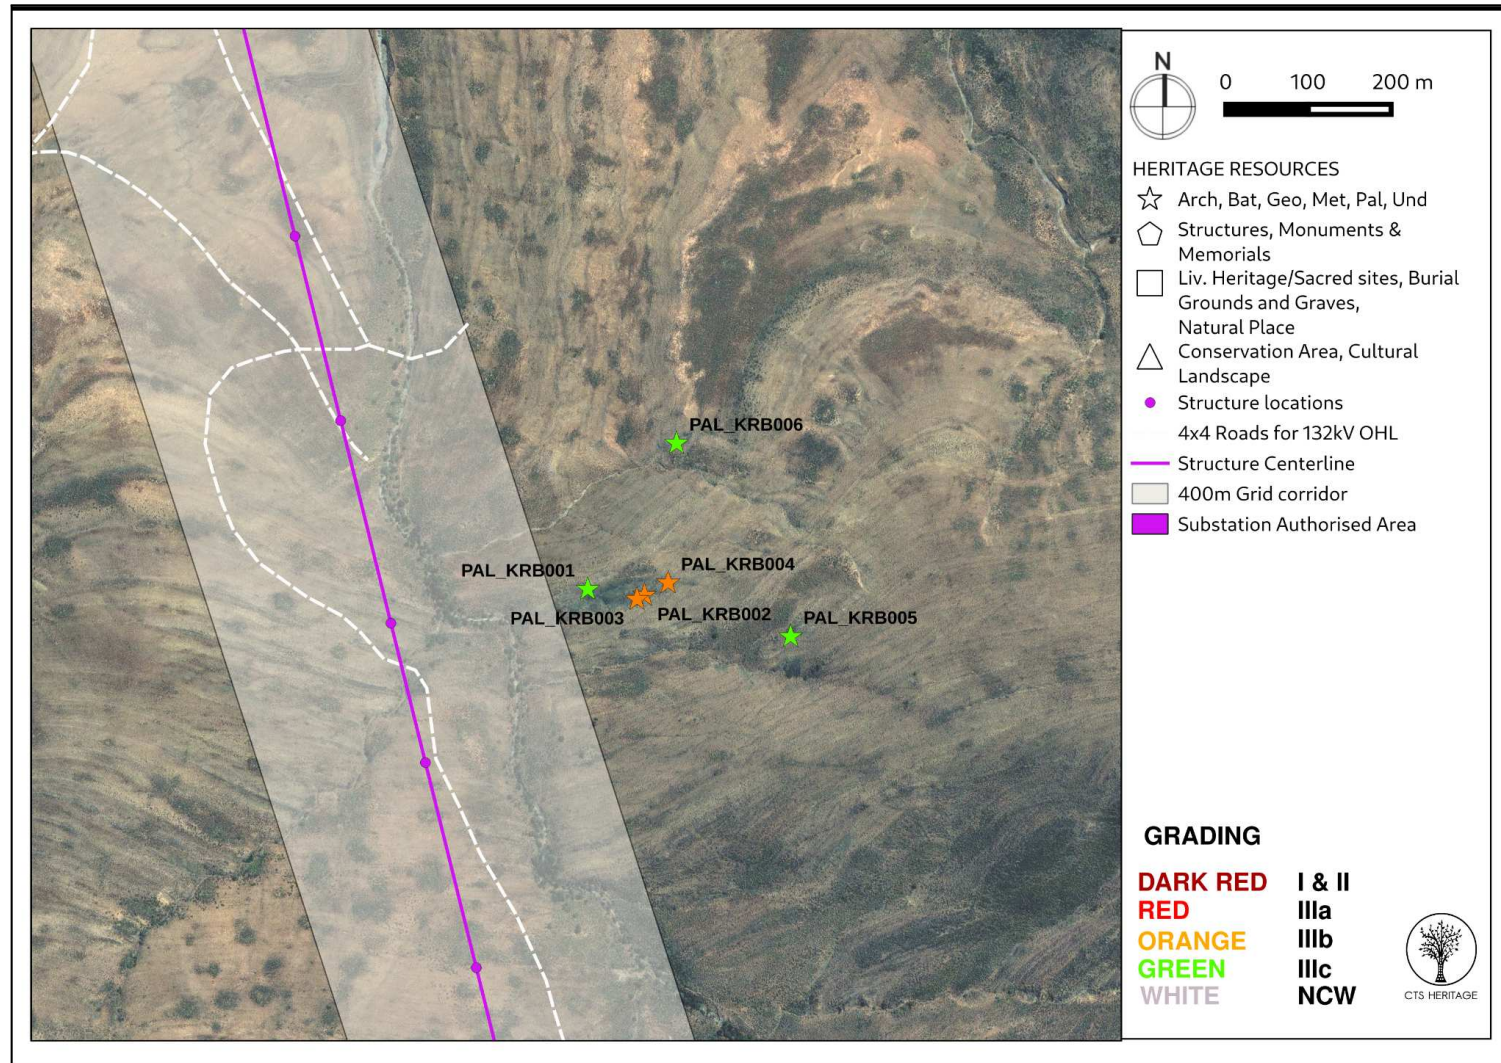 N
0 100 200 m
HERITAGE RESOURCES
Arch, Bat, Geo, Met, Pal, Und
Structures, Monuments &
Memorials
Liv. Heritage/Sacred sites, Burial
Grounds and Graves,
Natural Place
Conservation Area, Cultural
Landscape
Structure locations
4x4 Roads for 132kV OHL
Structure Centerline
400m Grid corridor
Substation Authorised Area
PAL_KRB006
PAL_KRB004
PAL_KRB001
PAL_KRB003
PAL_KRB002
PAL_KRB005
GRADING
DARK RED I & II
RED IIIa
ORANGE IIIb
GREEN IIIc
WHITE NCW
CTS HERITAGE